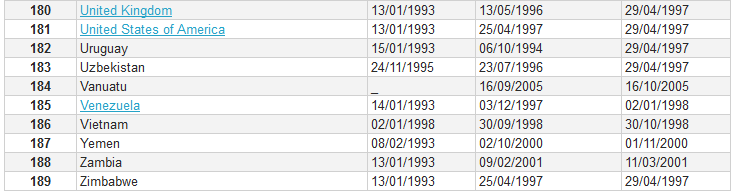 180 United Kingdom 13/01/1993 13/05/1996 29/04/1997
181 United States of America 13/01/1993 25/04/1997 29/04/1997
182 Uruguay 15/01/1993 06/10/1994 29/04/1997
183 Uzbekistan 24/11/1995 23/07/1996 29/04/1997
184 Vanuatu _ 16/09/2005 16/10/2005
185 Venezuela 14/01/1993 03/12/1997 02/01/1998
186 Vietnam 02/01/1998 30/09/1998 30/10/1998
187 Yemen 08/02/1993 02/10/2000 01/11/2000
188 Zambia 13/01/1993 09/02/2001 11/03/2001
189 Zimbabwe 13/01/1993 25/04/1997 29/04/1997